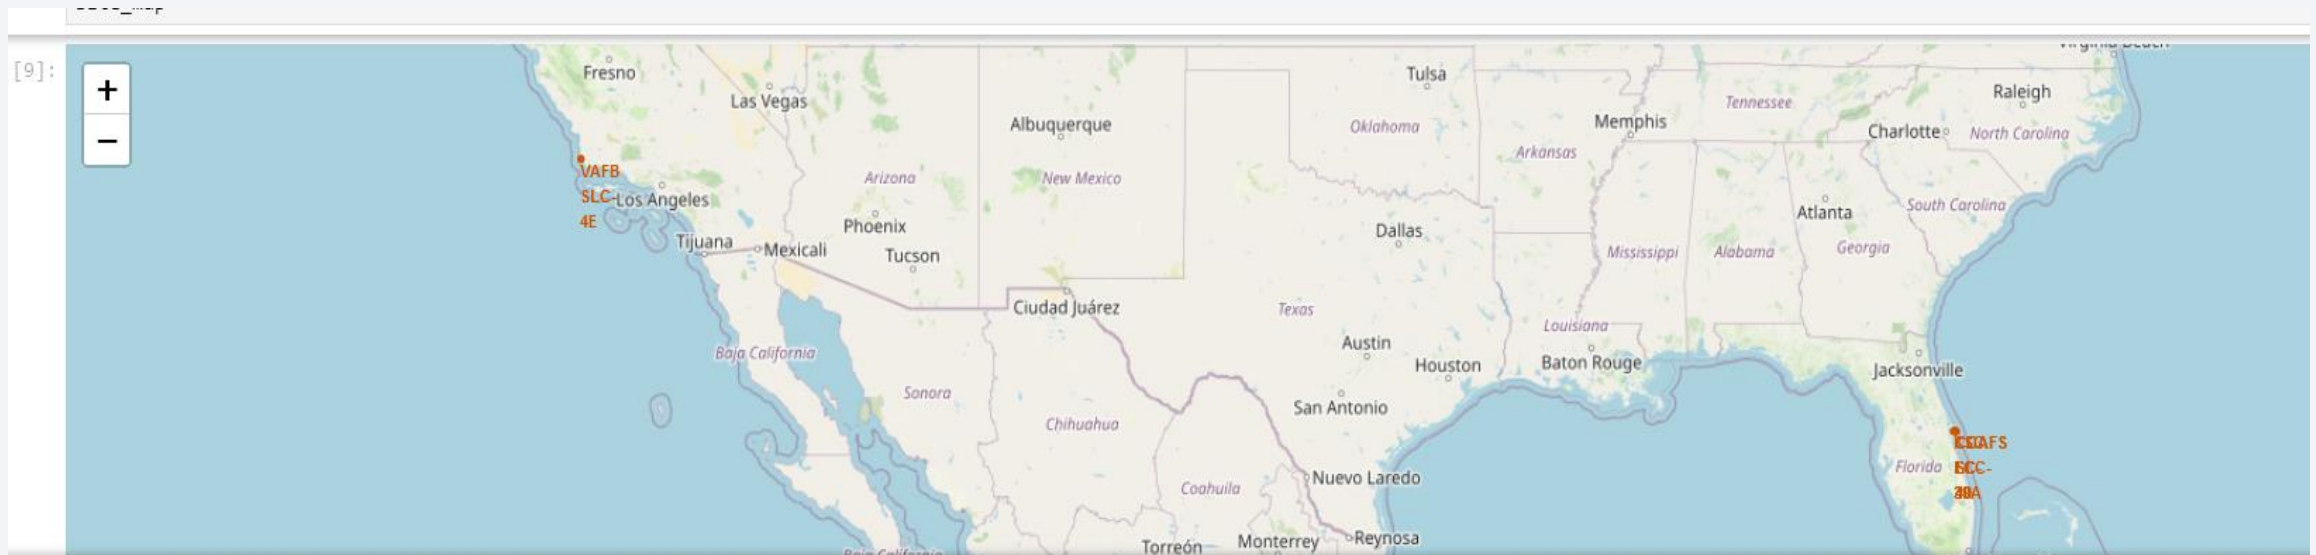 [9]:
+
−
Fresno
Las Vegas
Albuquerque
Tulsa
Oklahoma
Memphis
Tennessee
Raleigh
Charlotte
North Carolina
Arkansas
VAFB
SLC-
4E
Los Angeles
Arizona
New Mexico
Phoenix
Tucson
Tijuana
Mexicali
Dallas
Mississippi
Alabama
Atlanta
Georgia
South Carolina
Ciudad Juárez
Texas
Louisiana
Baja California
Austin
Houston
Baton Rouge
Jacksonville
Sonora
Chihuahua
San Antonio
Florida
Coahuila
Nuevo Laredo
Torreón
Monterrey
Reynosa